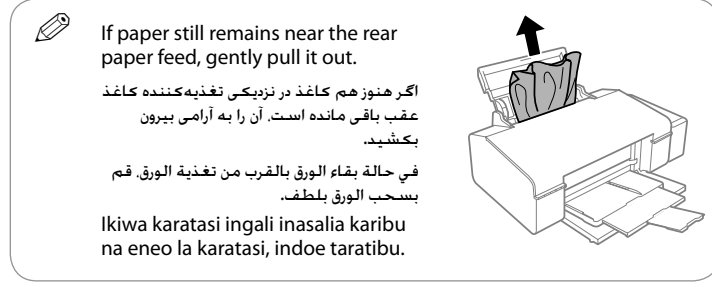 If paper still remains near the rear
paper feed, gently pull it out.
اگر هنوز هم کاغذ در نزدیکی تغذیه‌کننده کاغذ
عقب باقی مانده است، آن را به آرامی بیرون
بکشید.
في حالة بقاء الورق بالقرب من تغذية الورق، قم
بسحب الورق بلطف.
Ikiwa karatasi ingali inasalia karibu
na eneo la karatasi, indoe taratibu.